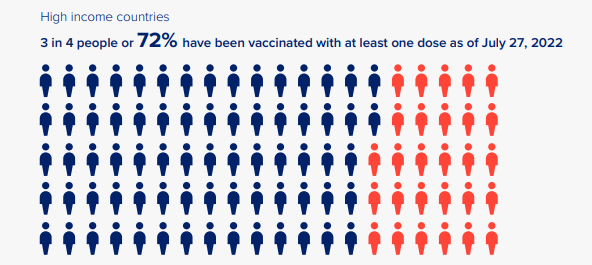 High income countries
3 in 4 people or 72% have been vaccinated with at least one dose as of July 27, 2022